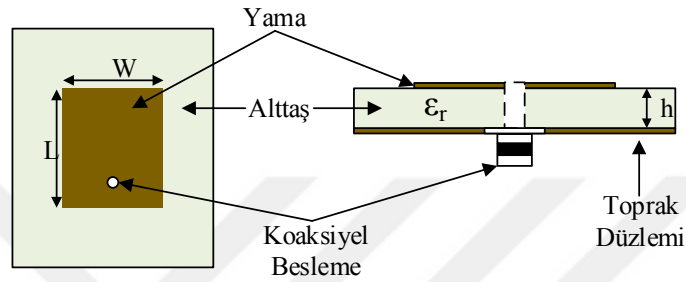 Yama
W
Alttaş
εr
h
L
Koaksiyel
Besleme
Toprak
Düzlemi